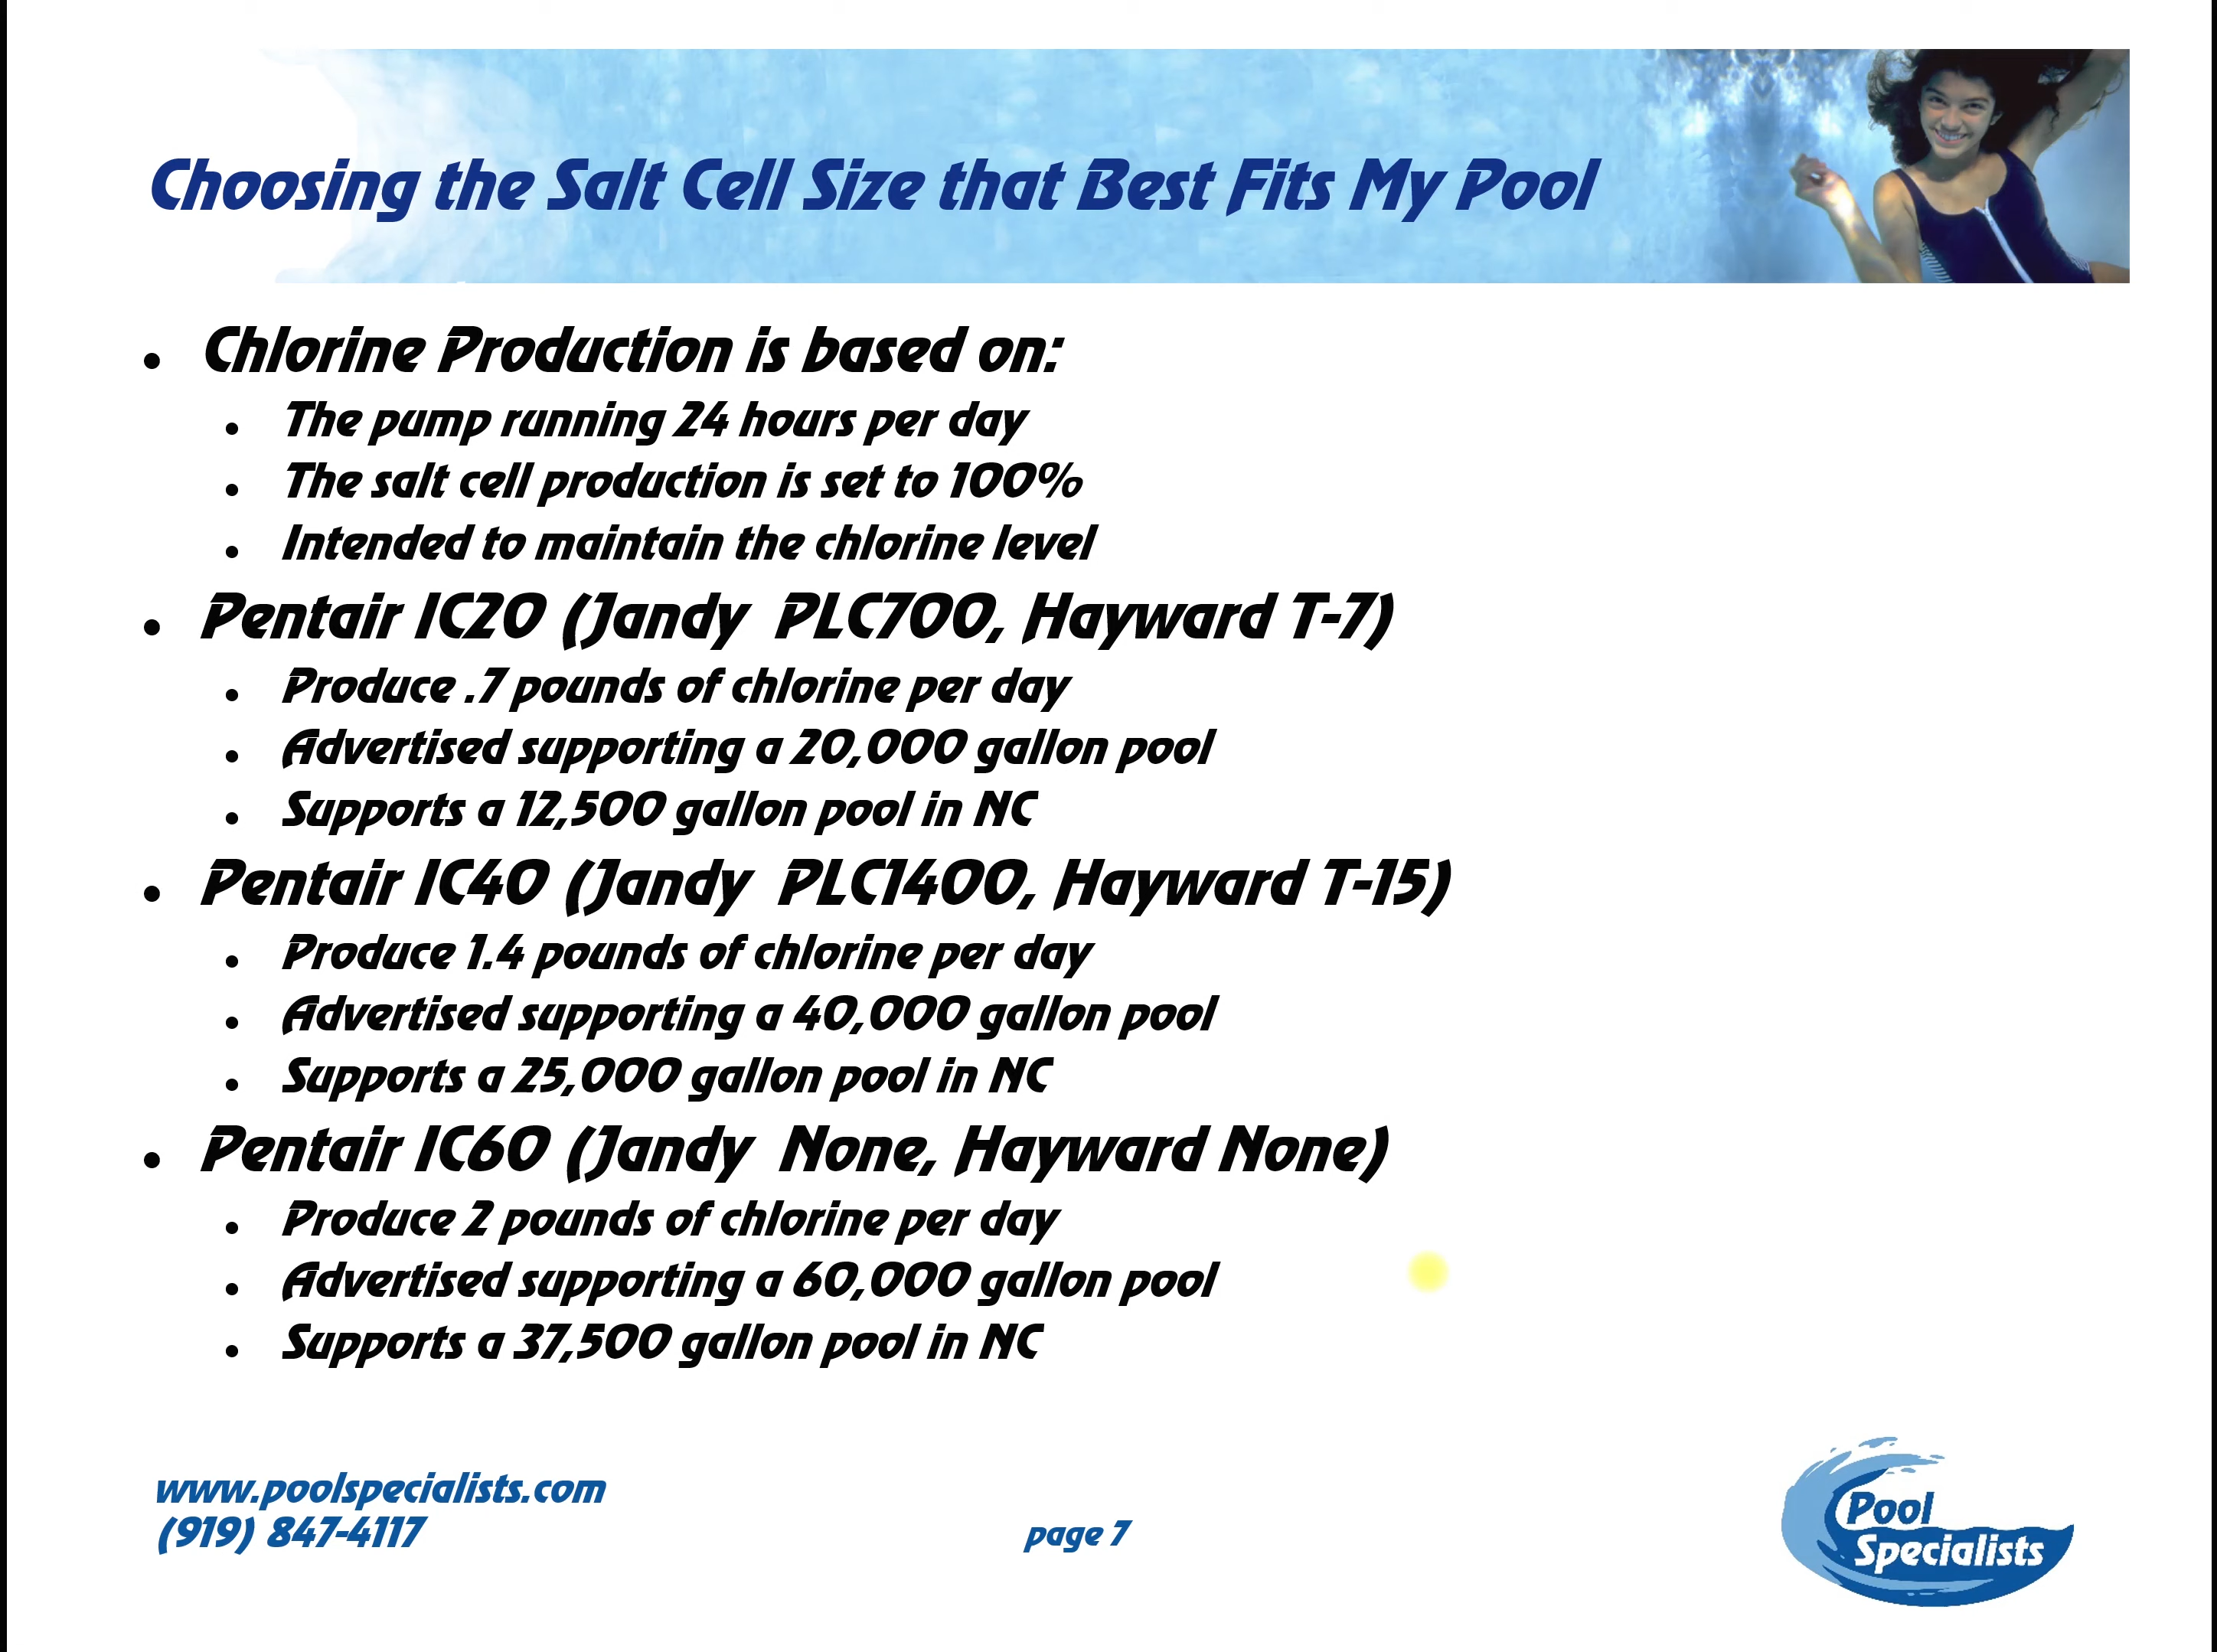 Choosing the Salt Cell Size that Best Fits My Pool
Chlorine Production is based on:
The pump running 24 hours per day
The salt cell production is set to 100%
Intended to maintain the chlorine level
Pentair IC20 (Jandy PLC700, Hayward T-7)
Produce .7 pounds of chlorine per day
Advertised supporting a 20,000 gallon pool
Supports a 12,500 gallon pool in NC
Pentair IC40 (Jandy PLC1400, Hayward T-15)
Produce 1.4 pounds of chlorine per day
Advertised supporting a 40,000 gallon pool
Supports a 25,000 gallon pool in NC
Pentair IC60 (Jandy None, Hayward None)
Produce 2 pounds of chlorine per day
Advertised supporting a 60,000 gallon pool
Supports a 37,500 gallon pool in NC
www.poolspecialists.com
(919) 847-4117
page 7
Pool
Specialists